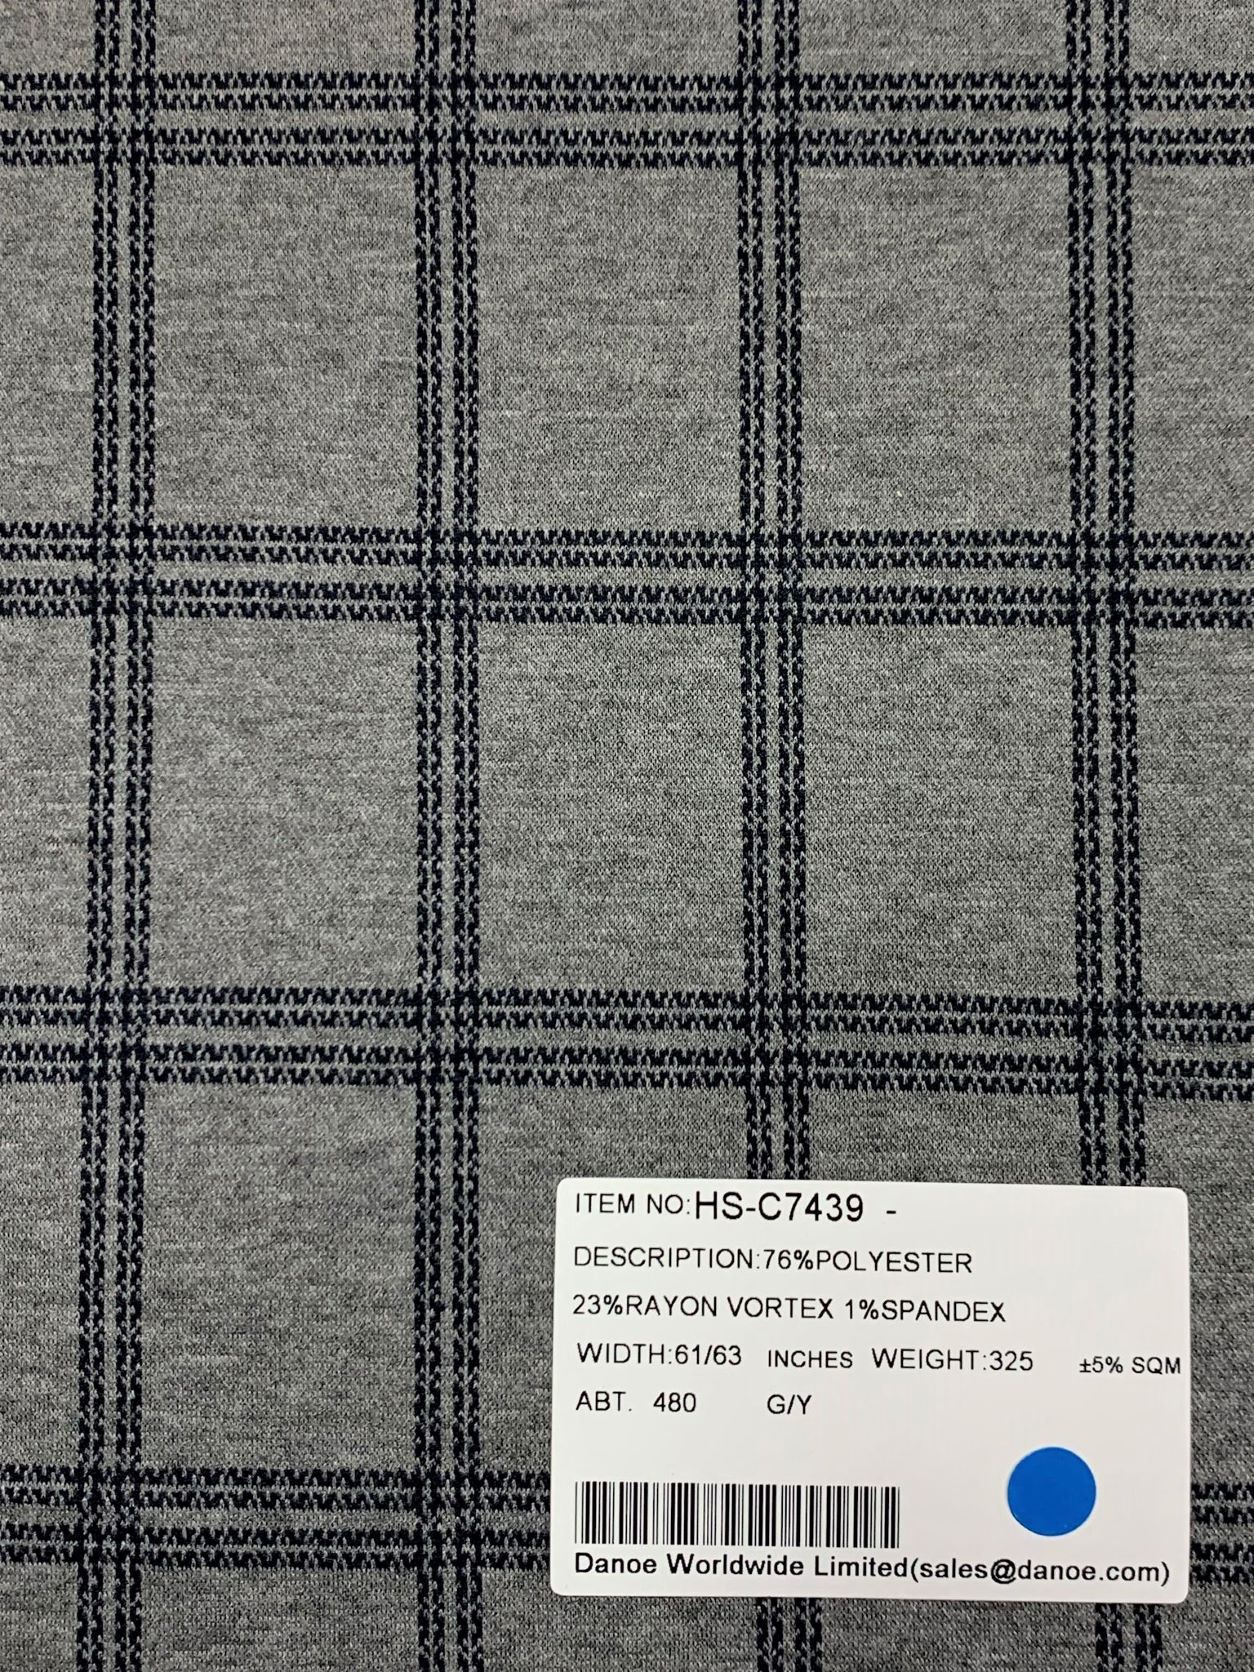 ITEM NO:HS-C7439 -
DESCRIPTION:76%POLYESTER
23%RAYON VORTEX 1%SPANDEX
WIDTH:61/63 INCHES WEIGHT:325 ±5% SQM
ABT. 480 G/Y
Danoe Worldwide Limited(sales@danoe.com)